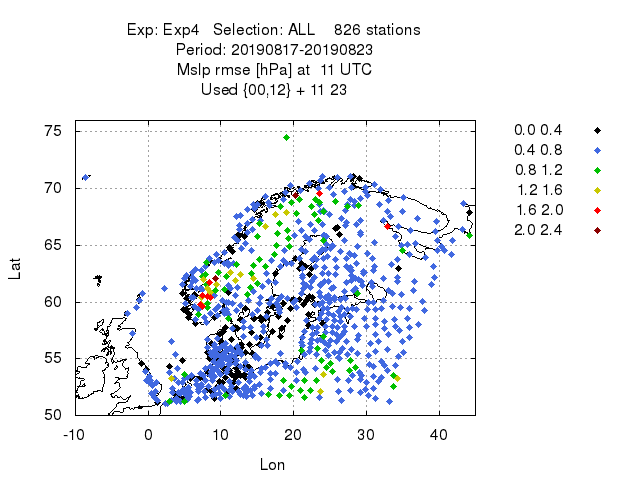 Exp: Exp4 Selection: ALL 826 stations
Period: 20190817-20190823
Mslp rmse [hPa] at 11 UTC
Used {00,12} + 11 23
75
70
65
60
55
50
Lat
-10 0 10 20 30 40
Lon
0.0 0.4
0.4 0.8
0.8 1.2
1.2 1.6
1.6 2.0
2.0 2.4